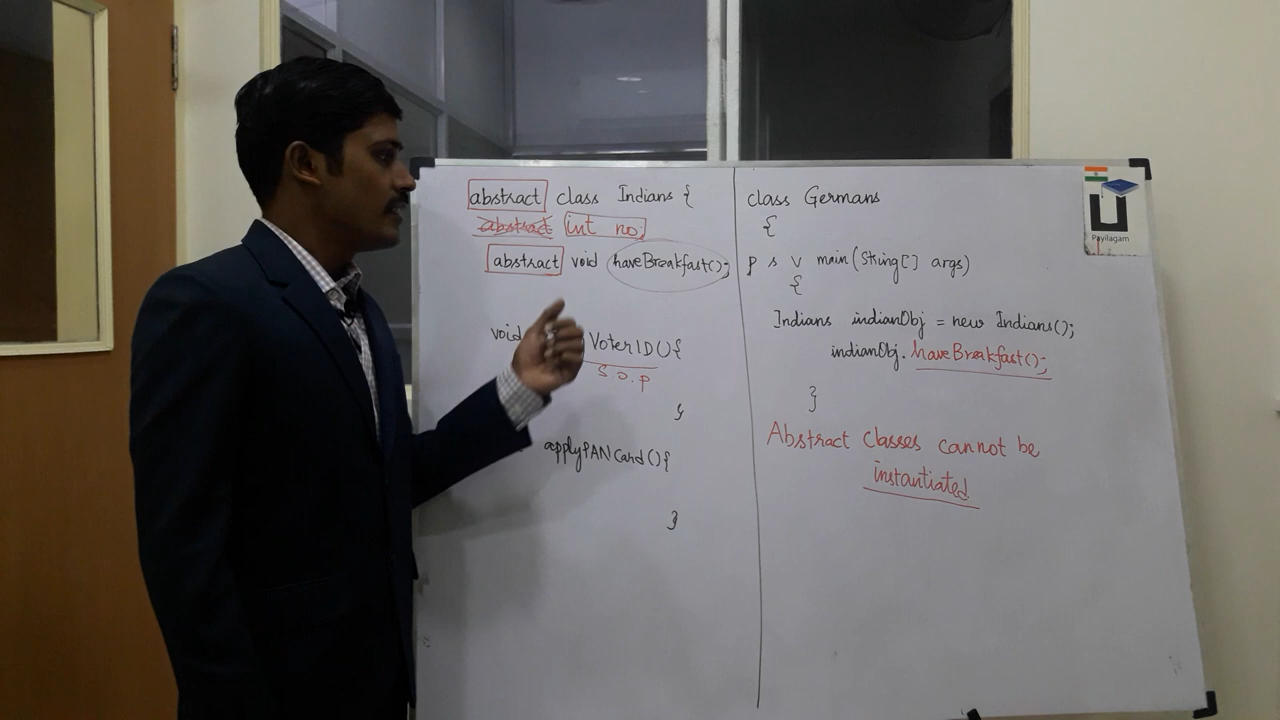 abstract class Indians {
abstract int no;
abstract void haveBreakfast();
void VoterID(){
S.O.P
}
applyPANCard(){
}
class Germans
{
p s v main(String[] args)
{
Indians indianObj = new Indians();
indianObj.haveBreakfast();
}
Abstract Classes cannot be
instantiated
Payilagam